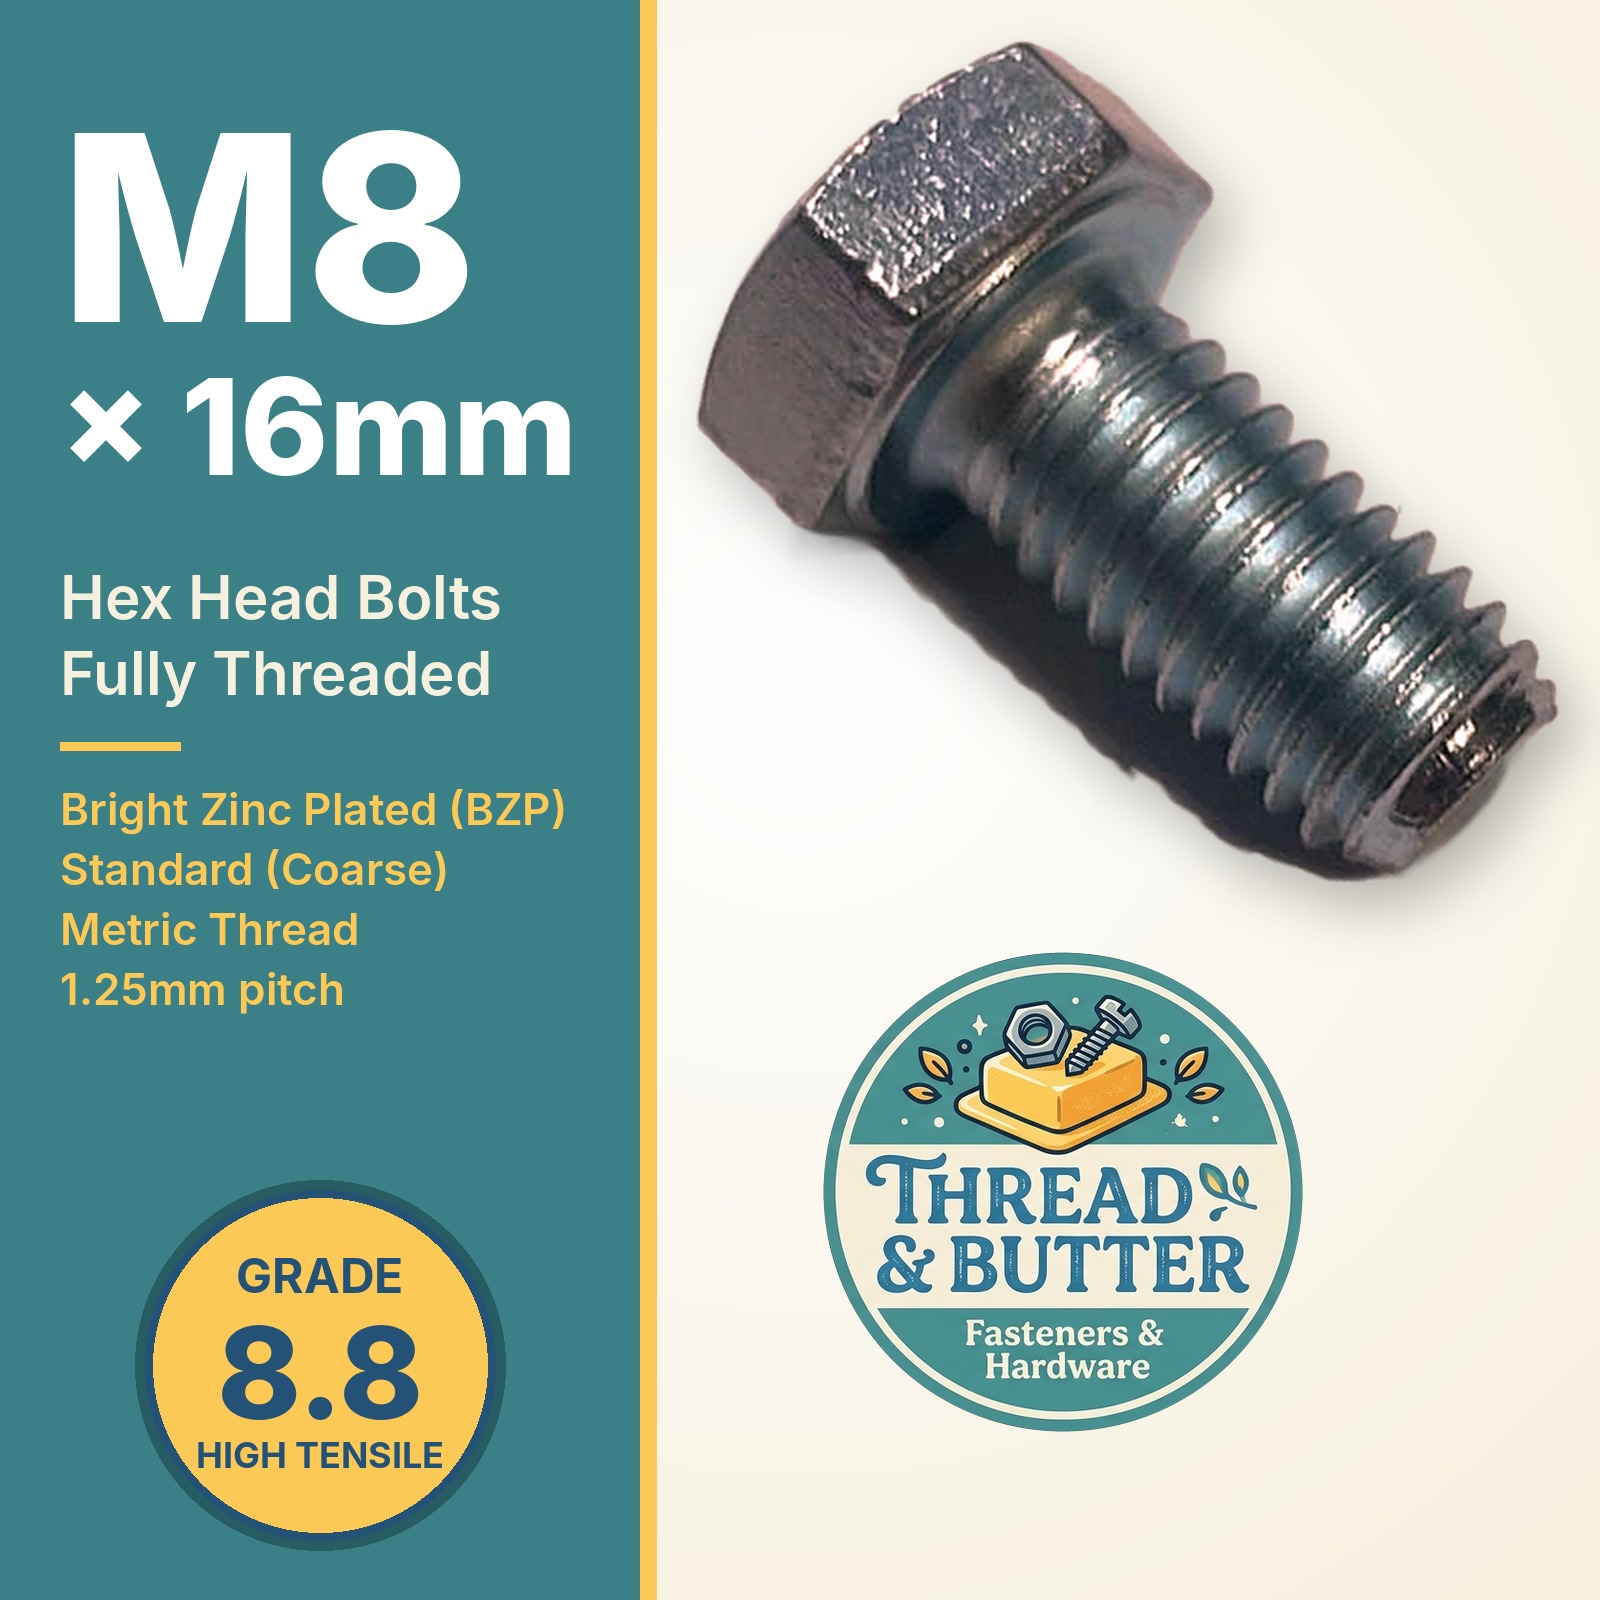 M8
× 16mm
Hex Head Bolts
Fully Threaded
Bright Zinc Plated (BZP)
Standard (Coarse)
Metric Thread
1.25mm pitch
GRADE
8.8
HIGH TENSILE
THREAD
& BUTTER
Fasteners &
Hardware